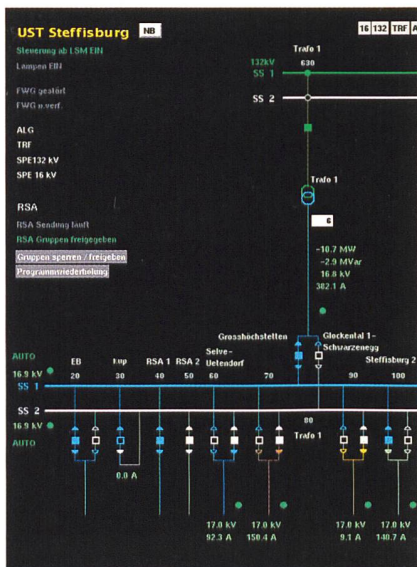 UST Steffisburg NB
16 132 TRF A
Steuerung ab LSM EIN
Lampen EIN
FWG gestört
FWG n.verf.
ALG
TRF
SPE132 kV
SPE 16 kV
RSA
RSA Sendung läuft
RSA Gruppen freigegeben
Gruppen sperren / freigeben
Programmwiederholung
Trafo 1
132kV 630
SS 1
SS 2
Trafo 1
6
-10.7 MW
-2.9 MVar
16.8 kV
382.1 A
Grosshöchstetten
Glockental 1-
Schwarzenegg
Steffisburg 2
AUTO
16.9 kV
EB
20
Kup
30
RSA 1
40
RSA 2
50
Selve-
Uetendorf
60
70
90
100
SS 1
SS 2
80
16.9 kV
AUTO
Trafo 1
0.0 A
17.0 kV
92.3 A
17.0 kV
150.4 A
17.0 kV
9.1 A
17.0 kV
140.7 A